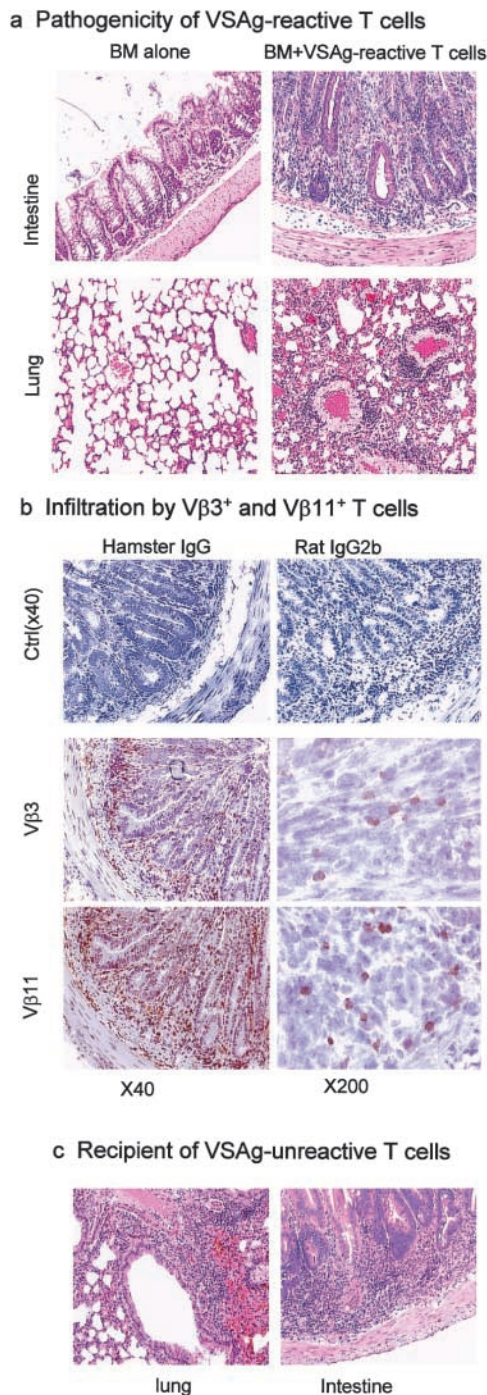 a Pathogenicity of VSAg-reactive T cells
BM alone
BM+VSAg-reactive T cells
Intestine
Lung
b Infiltration by Vβ3⁺ and Vβ11⁺ T cells
Hamster IgG
Rat IgG2b
Ctrl(x40)
Vβ3
Vβ11
X40
X200
c Recipient of VSAg-unreactive T cells
lung
Intestine